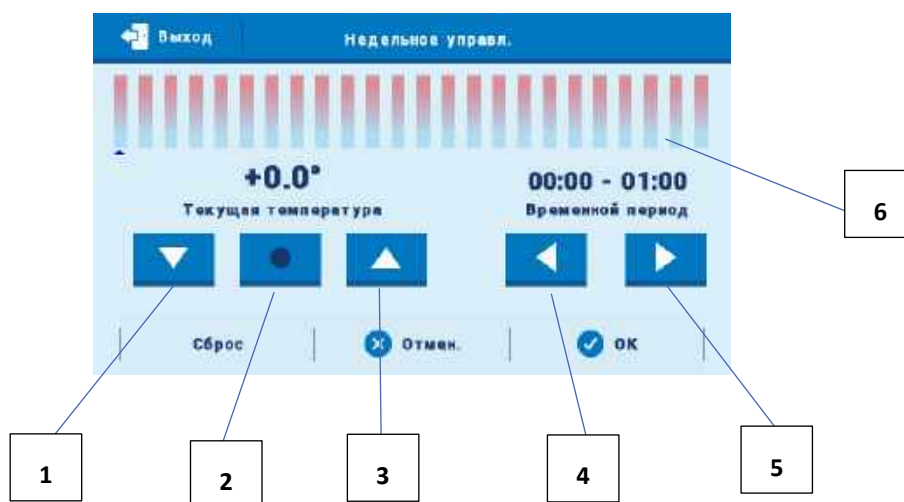 Выход
Недельное управл.
+0.0°
00:00 - 01:00
Текущая температура
Временной период
6
Сброс
Отмен.
ОК
1
2
3
4
5